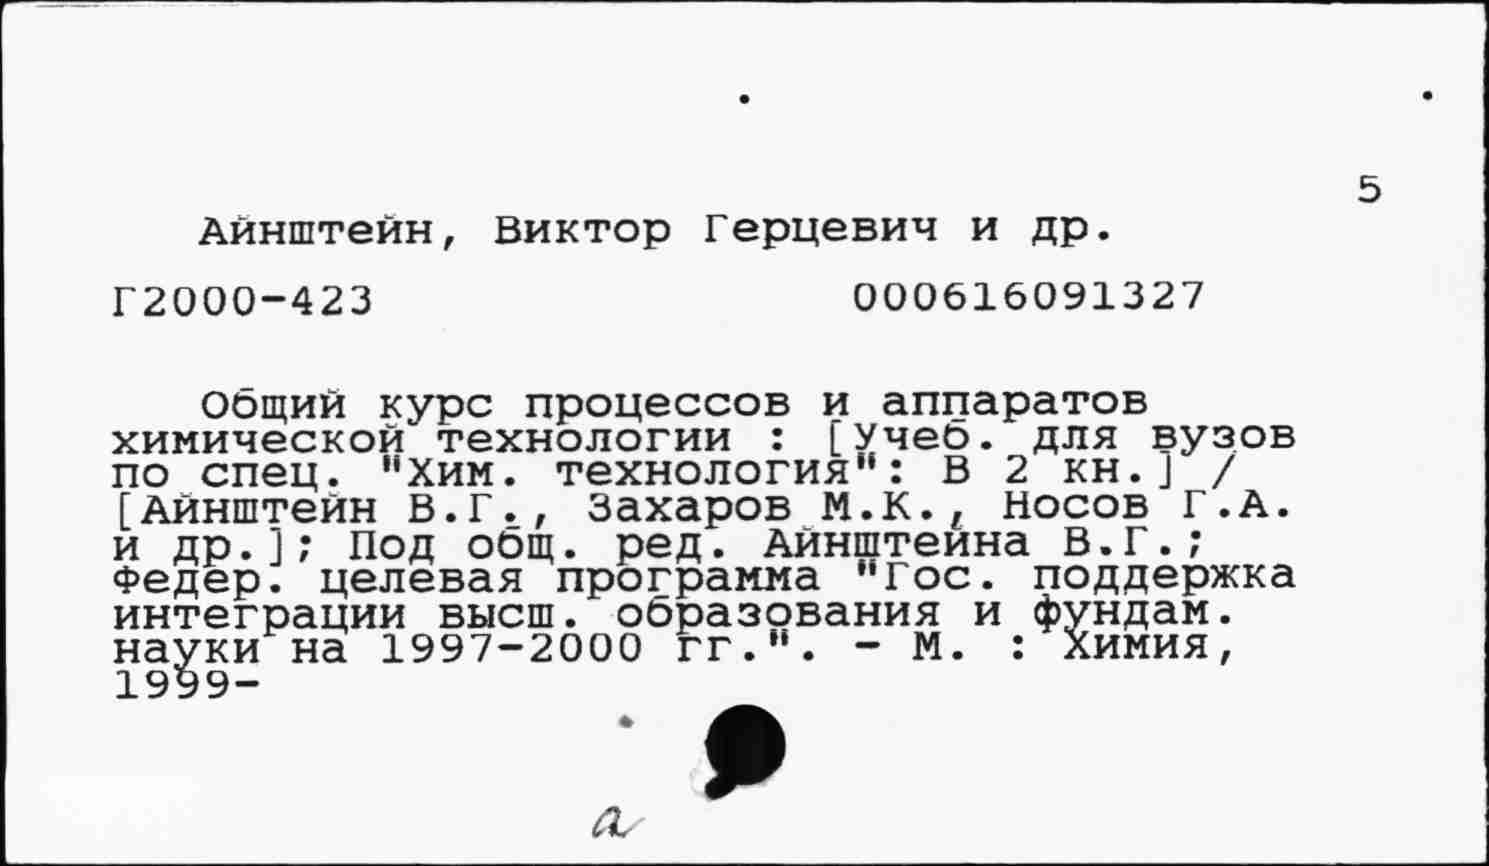 5
Айнштейн, Виктор Герцевич и др.
Г2000-423 000616091327
Общий курс процессов и аппаратов
химической технологии : [Учеб. для вузов
по спец. "Хим. технология": В 2 кн.] /
[Айнштейн В.Г., Захаров М.К., Носов Г.А.
и др.]; Под общ. ред. Айнштейна В.Г.;
Федер. целевая программа "Гос. поддержка
интеграции высш. образования и фундам.
науки на 1997-2000 гг.". - М. : Химия,
1999-
а